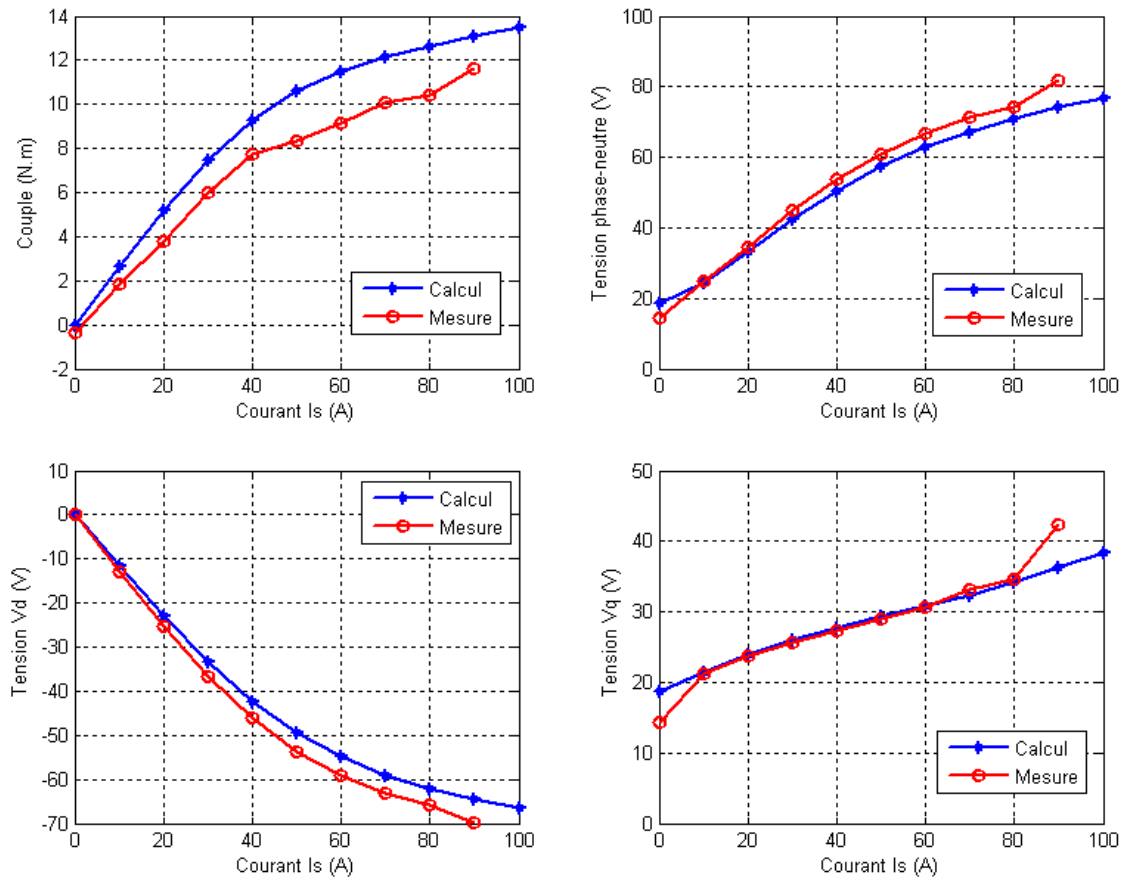 14
12
10
8
6
4
2
0
-2
Couple (N.m)
Calcul
Mesure
0 20 40 60 80 100
Courant Is (A)
100
80
60
40
20
0
Tension phase-neutre (V)
Calcul
Mesure
0 20 40 60 80 100
Courant Is (A)
10
0
-10
-20
-30
-40
-50
-60
-70
Tension Vd (V)
Calcul
Mesure
0 20 40 60 80 100
Courant Is (A)
50
40
30
20
10
0
Tension Vq (V)
Calcul
Mesure
0 20 40 60 80 100
Courant Is (A)